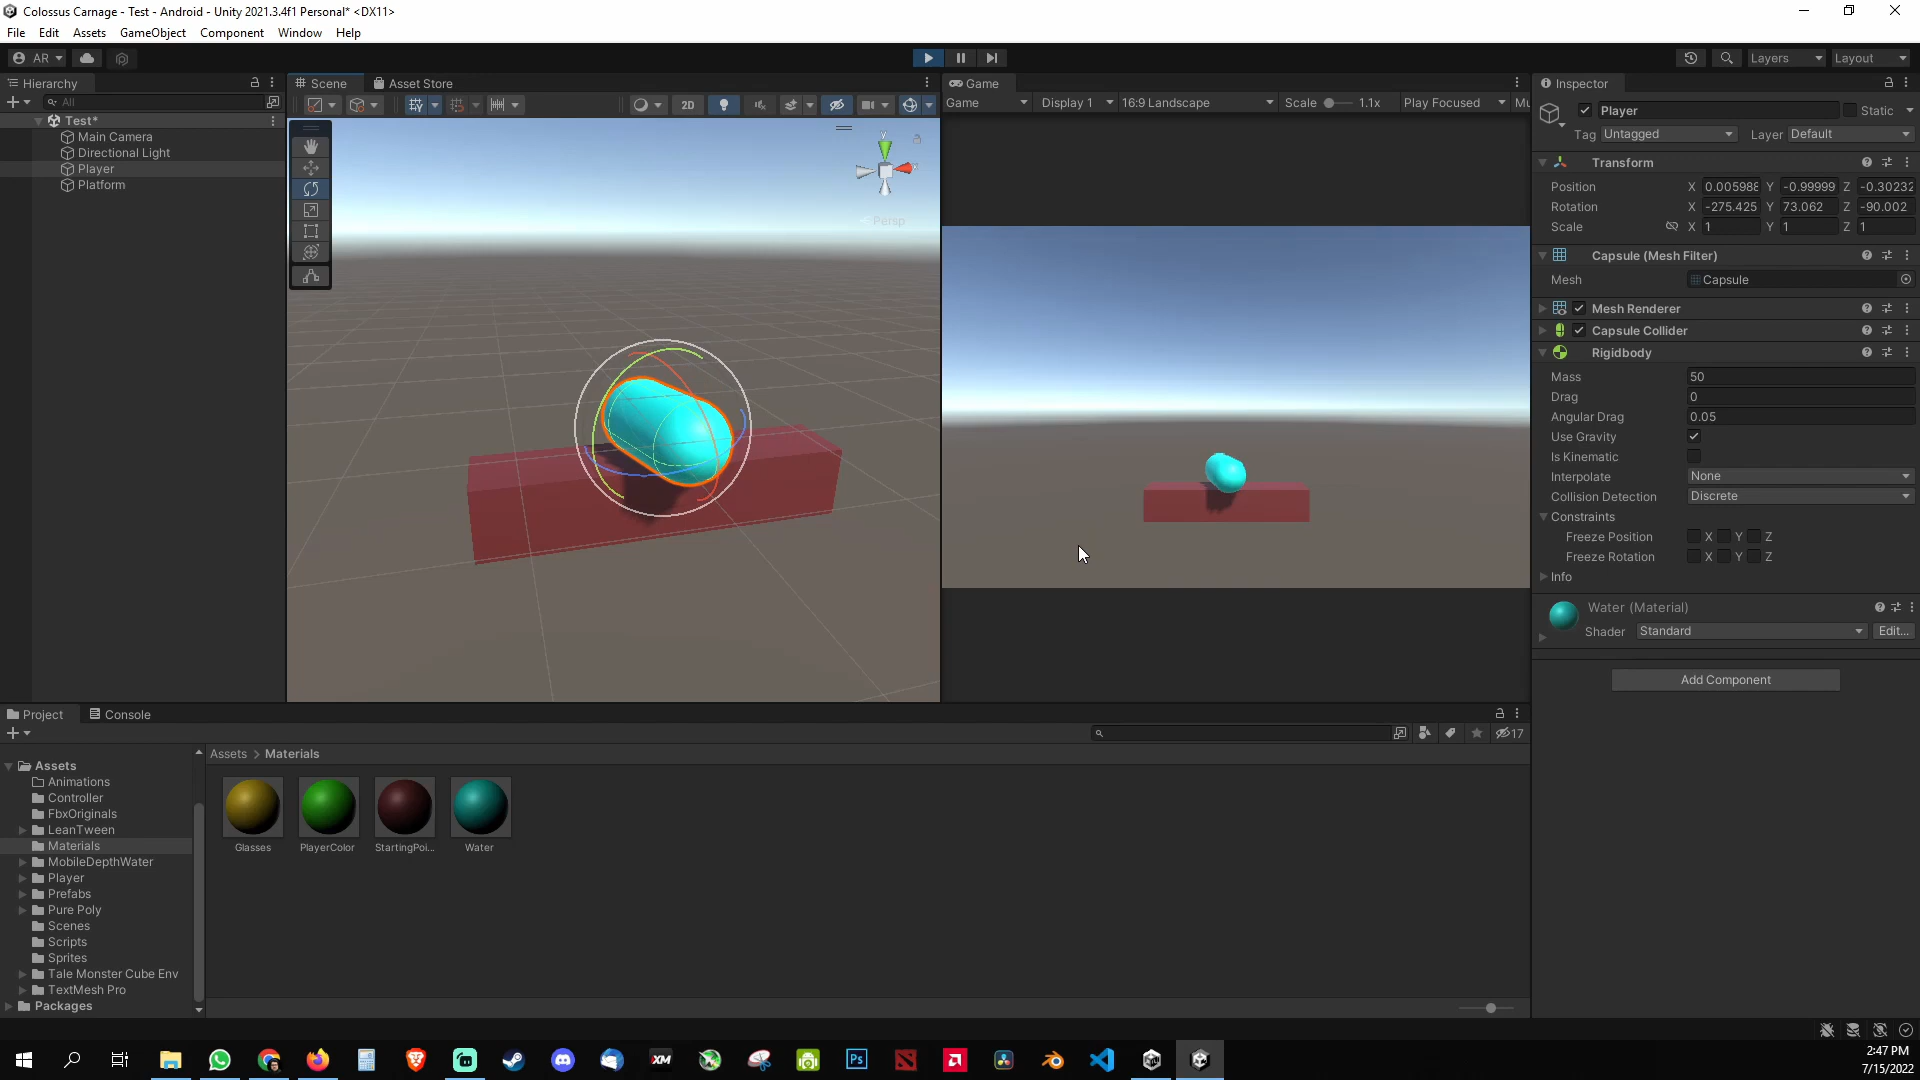 Colossus Carnage - Test - Android - Unity 2021.3.4f1 Personal* <DX11>
File Edit Assets GameObject Component Window Help
AR Layers Layout
Hierarchy
All
Test*
Main Camera
Directional Light
Player
Platform
Scene Asset Store
2D
Y
Persp
Game
Game Display 1 16:9 Landscape Scale 1.1x Play Focused Mu
Inspector
Player Static
Tag Untagged Layer Default
Transform
Position X 0.005988 Y -0.99999 Z -0.30232
Rotation X -275.425 Y 73.062 Z -90.002
Scale X 1 Y 1 Z 1
Capsule (Mesh Filter)
Mesh Capsule
Mesh Renderer
Capsule Collider
Rigidbody
Mass 50
Drag 0
Angular Drag 0.05
Use Gravity
Is Kinematic
Interpolate None
Collision Detection Discrete
Constraints
Freeze Position X Y Z
Freeze Rotation X Y Z
Info
Water (Material)
Shader Standard Edit...
Add Component
Project Console
17
Assets
Animations
Controller
FbxOriginals
LeanTween
Materials
MobileDepthWater
Player
Prefabs
Pure Poly
Scenes
Scripts
Sprites
Tale Monster Cube Env
TextMesh Pro
Packages
Assets > Materials
Glasses PlayerColor StartingPoi... Water
XM
Ps
2:47 PM
7/15/2022